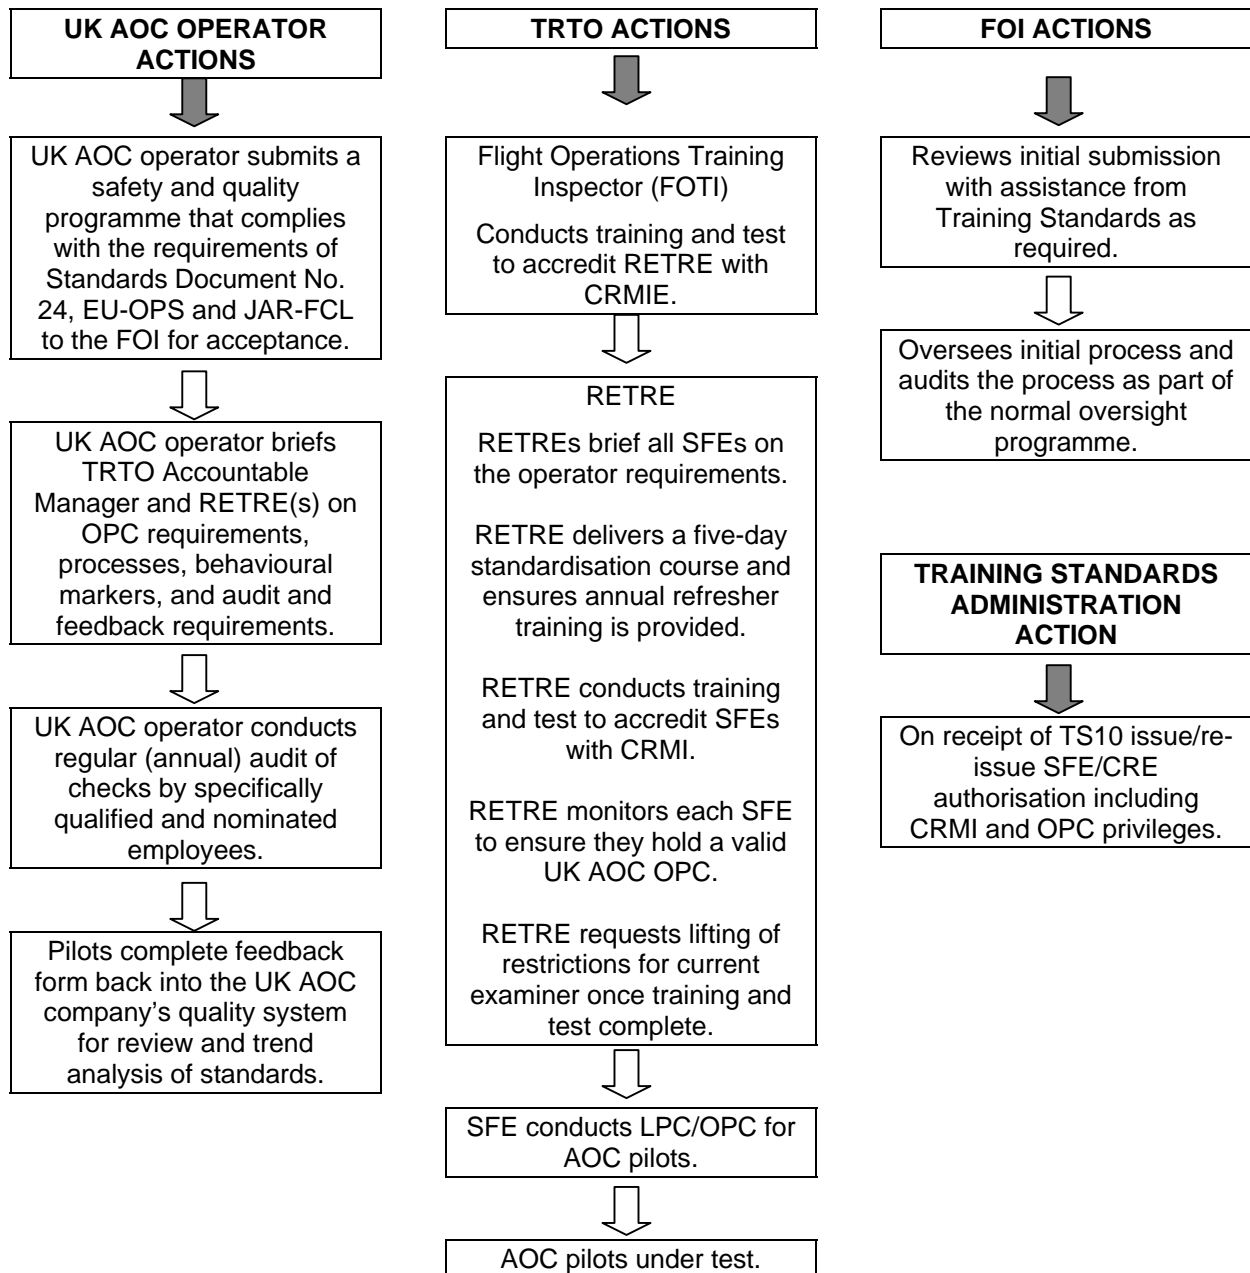 UK AOC OPERATOR
ACTIONS
UK AOC operator submits a
safety and quality
programme that complies
with the requirements of
Standards Document No.
24, EU-OPS and JAR-FCL
to the FOI for acceptance.
UK AOC operator briefs
TRTO Accountable
Manager and RETRE(s) on
OPC requirements,
processes, behavioural
markers, and audit and
feedback requirements.
UK AOC operator conducts
regular (annual) audit of
checks by specifically
qualified and nominated
employees.
Pilots complete feedback
form back into the UK AOC
company's quality system
for review and trend
analysis of standards.
TRTO ACTIONS
Flight Operations Training
Inspector (FOTI)
Conducts training and test
to accredit RETRE with
CRMIE.
RETRE
RETREs brief all SFEs on
the operator requirements.
RETRE delivers a five-day
standardisation course and
ensures annual refresher
training is provided.
RETRE conducts training
and test to accredit SFEs
with CRMI.
RETRE monitors each SFE
to ensure they hold a valid
UK AOC OPC.
RETRE requests lifting of
restrictions for current
examiner once training and
test complete.
SFE conducts LPC/OPC for
AOC pilots.
AOC pilots under test.
FOI ACTIONS
Reviews initial submission
with assistance from
Training Standards as
required.
Oversees initial process and
audits the process as part of
the normal oversight
programme.
TRAINING STANDARDS
ADMINISTRATION
ACTION
On receipt of TS10 issue/re-
issue SFE/CRE
authorisation including
CRMI and OPC privileges.